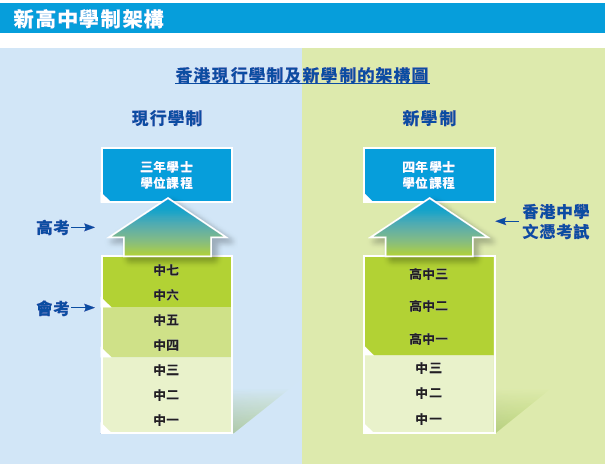 新高中學制架構
香港現行學制及新學制的架構圖
現行學制
三年學士
學位課程
高考
中七
中六
會考
中五
中四
中三
中二
中一
新學制
四年學士
學位課程
香港中學
文憑考試
高中三
高中二
高中一
中三
中二
中一